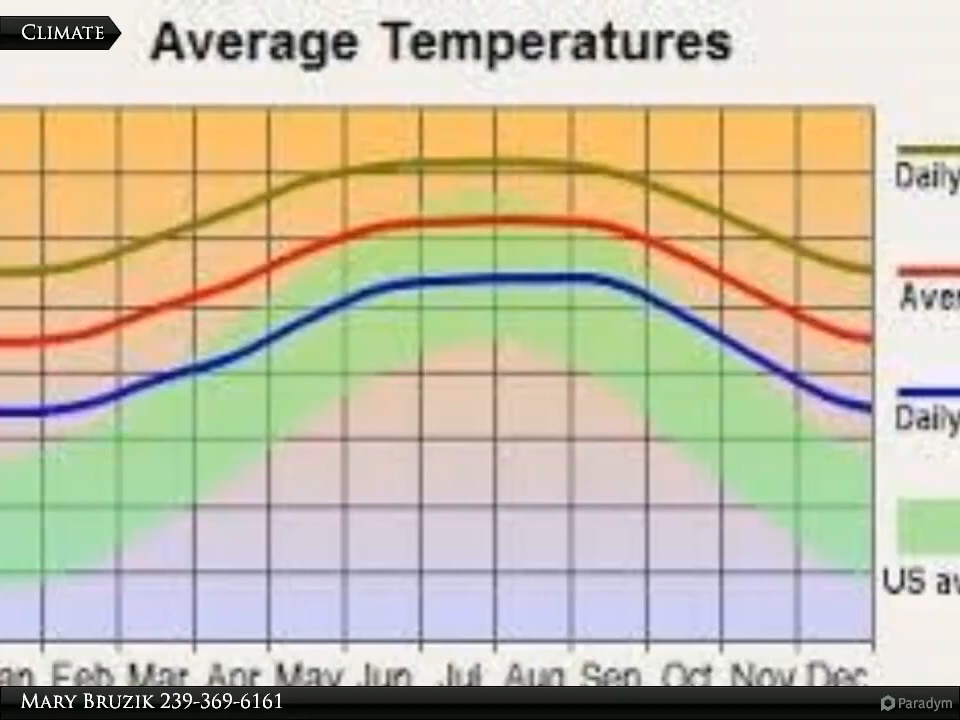 CLIMATE
Average Temperatures
Daily
US
Feb Mar Apr May Jun Jul Aug Sep Oct Nov Dec
MARY BRUZIK 239-369-6161
Paradym